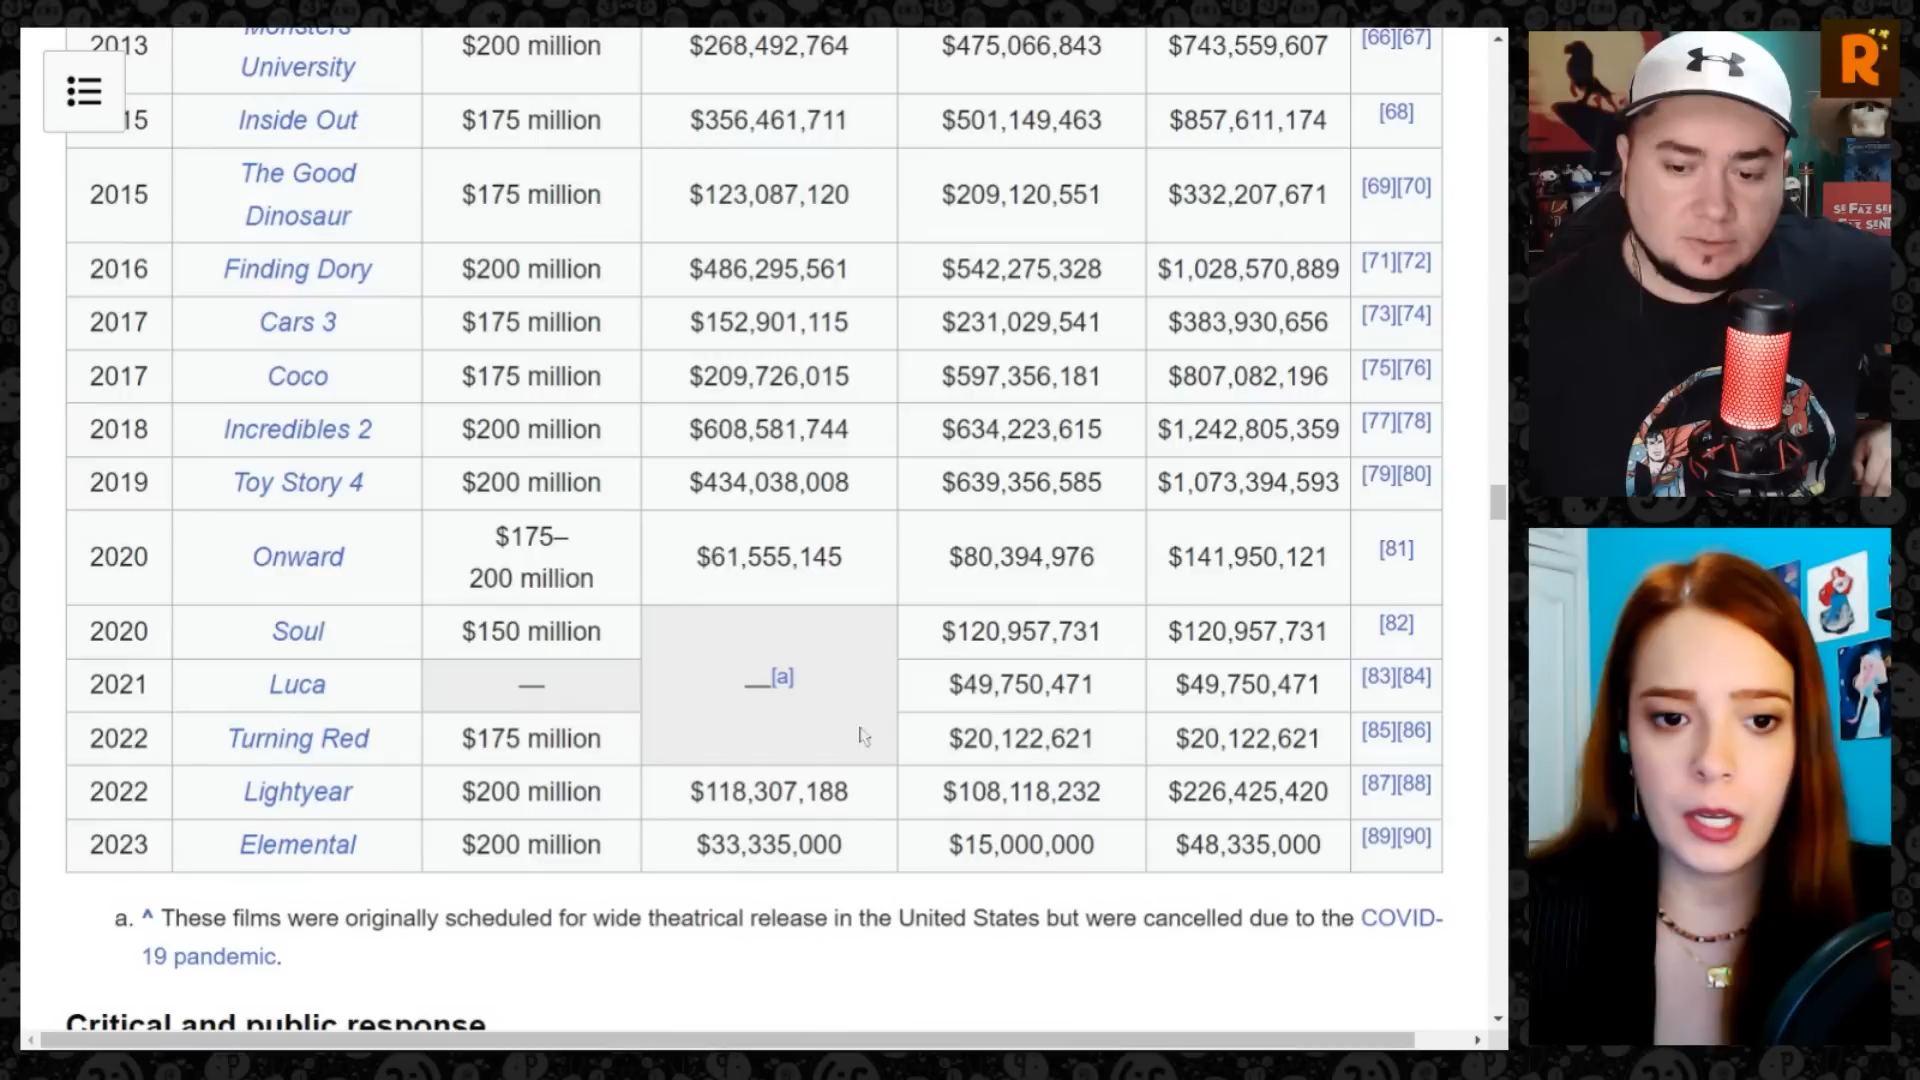 2013 Monsters University $200 million $268,492,764 $475,066,843 $743,559,607 [66][67]
15 Inside Out $175 million $356,461,711 $501,149,463 $857,611,174 [68]
2015 The Good Dinosaur $175 million $123,087,120 $209,120,551 $332,207,671 [69][70]
2016 Finding Dory $200 million $486,295,561 $542,275,328 $1,028,570,889 [71][72]
2017 Cars 3 $175 million $152,901,115 $231,029,541 $383,930,656 [73][74]
2017 Coco $175 million $209,726,015 $597,356,181 $807,082,196 [75][76]
2018 Incredibles 2 $200 million $608,581,744 $634,223,615 $1,242,805,359 [77][78]
2019 Toy Story 4 $200 million $434,038,008 $639,356,585 $1,073,394,593 [79][80]
2020 Onward $175–200 million $61,555,145 $80,394,976 $141,950,121 [81]
2020 Soul $150 million $120,957,731 $120,957,731 [82]
2021 Luca — —[a] $49,750,471 $49,750,471 [83][84]
2022 Turning Red $175 million $20,122,621 $20,122,621 [85][86]
2022 Lightyear $200 million $118,307,188 $108,118,232 $226,425,420 [87][88]
2023 Elemental $200 million $33,335,000 $15,000,000 $48,335,000 [89][90]
a. ^ These films were originally scheduled for wide theatrical release in the United States but were cancelled due to the COVID-
19 pandemic.
Critical and public response
R
SE FAZ SE